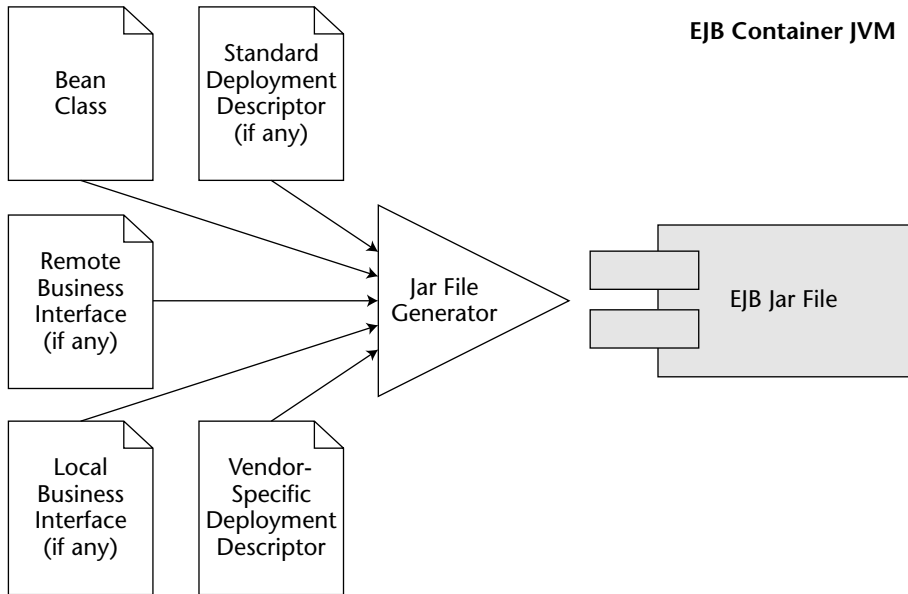 EJB Container JVM
Bean
Class
Standard
Deployment
Descriptor
(if any)
Remote
Business
Interface
(if any)
Jar File
Generator
EJB Jar File
Local
Business
Interface
(if any)
Vendor-
Specific
Deployment
Descriptor